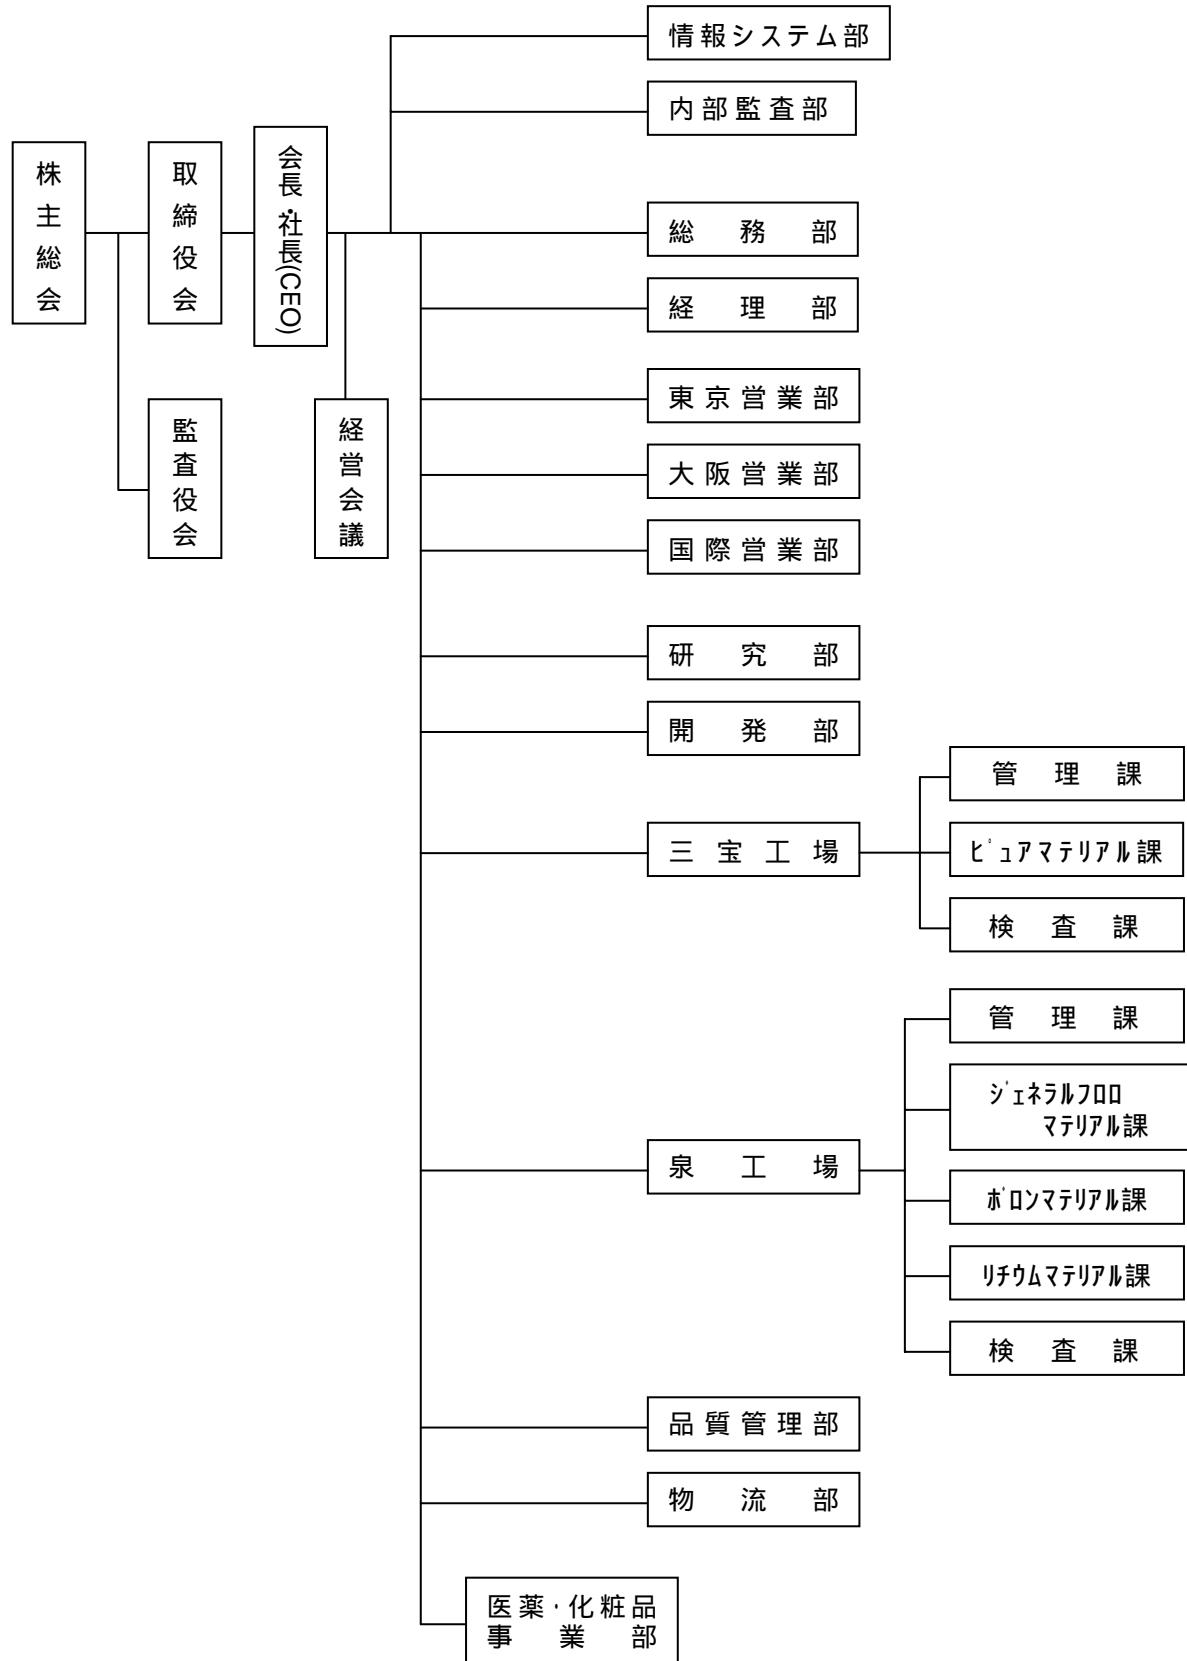 株主総会
取締役会
会長・社長(CEO)
監査役会
経営会議
情報システム部
内部監査部
総務部
経理部
東京営業部
大阪営業部
国際営業部
研究部
開発部
三宝工場
管理課
ﾋﾟュアマテリアル課
検査課
泉工場
管理課
ｼﾞｪﾈﾗﾙﾌﾛﾛ
ﾏﾃﾘｱﾙ課
ﾎﾞﾛﾝﾏﾃﾘｱﾙ課
ﾘﾁｳﾑﾏﾃﾘｱﾙ課
検査課
品質管理部
物流部
医薬・化粧品
事業部